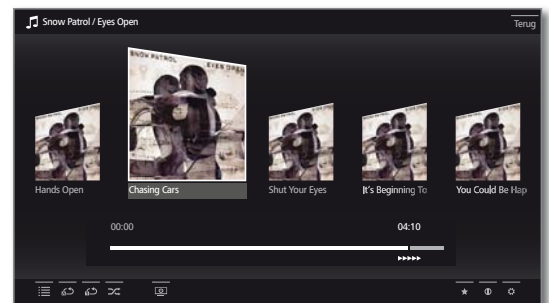 Snow Patrol / Eyes Open
Terug
SNOW PATROL EYES OPEN
Hands Open
Chasing Cars
Shut Your Eyes
It's Beginning To
You Could Be Hap
00:00
04:10